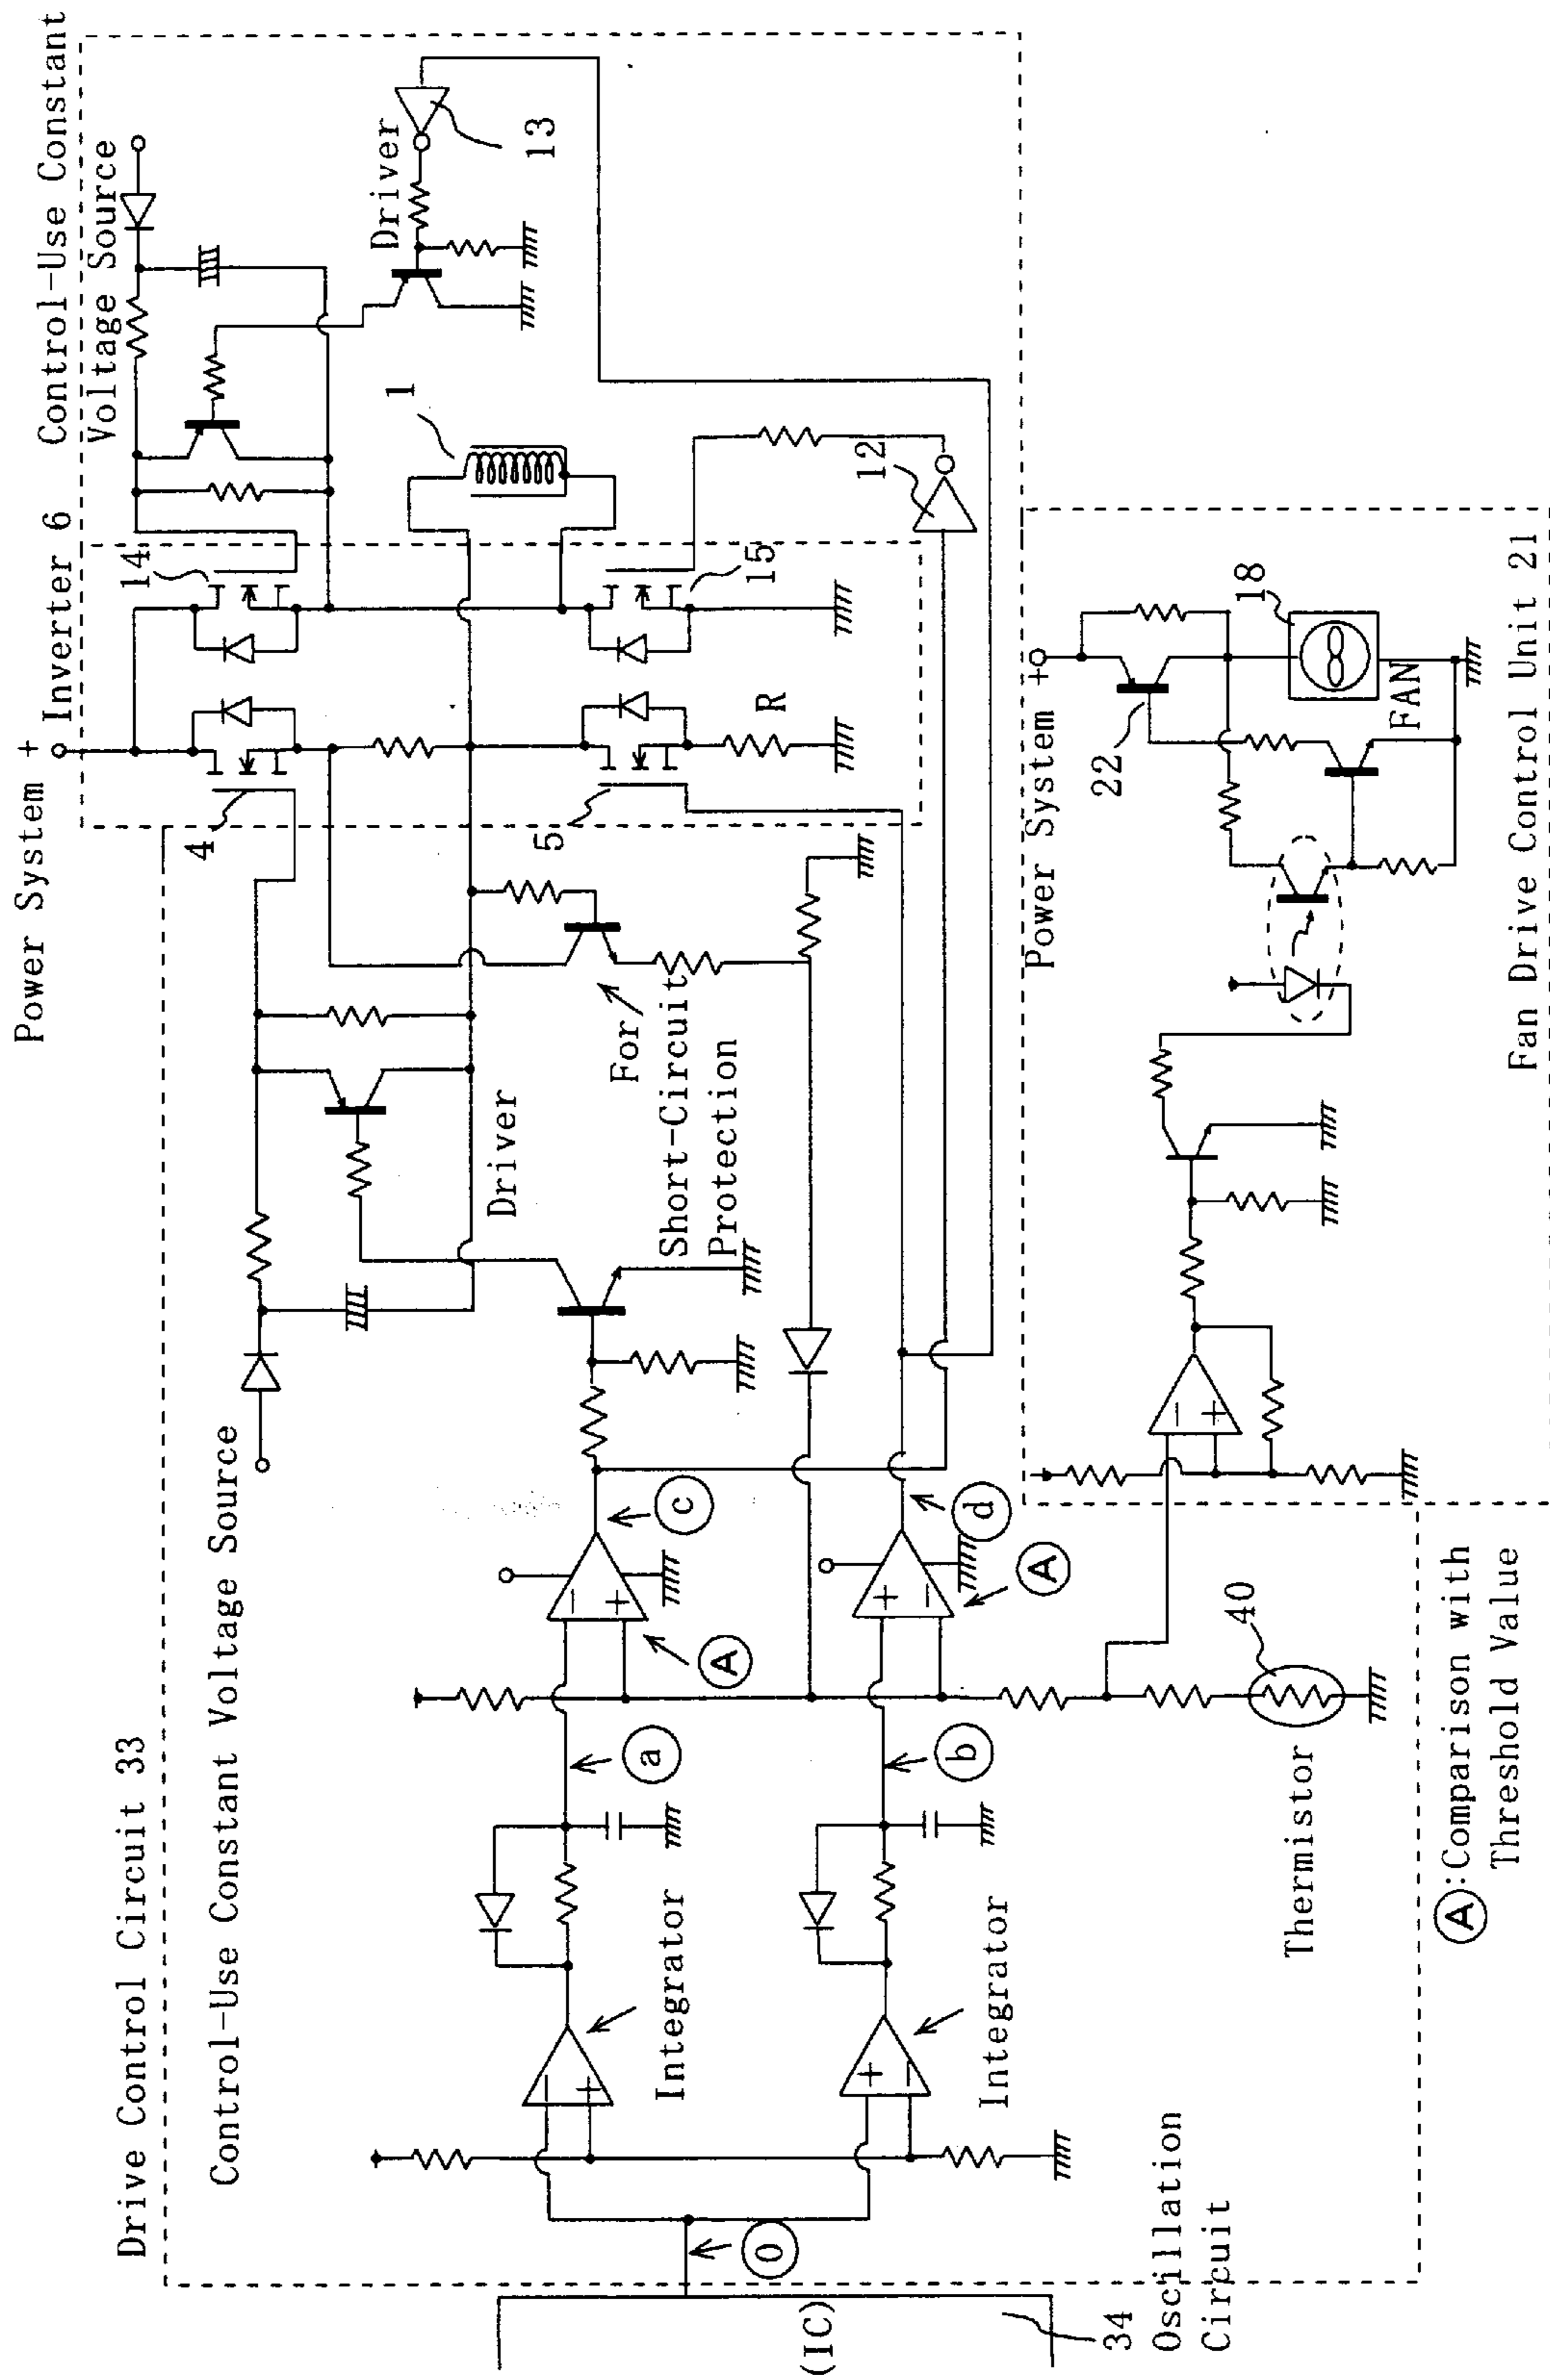 Drive Control Circuit 33
Control-Use Constant Voltage Source
Power System +
Inverter 6
Control-Use Constant
Voltage Source
4
14
1
Driver
13
5
15
12
R
Driver
For
Short-Circuit
Protection
a
c
A
Integrator
b
d
A
Integrator
0
(IC)
34
Oscillation
Circuit
Thermistor
40
A:Comparison with
Threshold Value
Power System +
22
18
FAN
Fan Drive Control Unit 21
− + + − − + + − − +